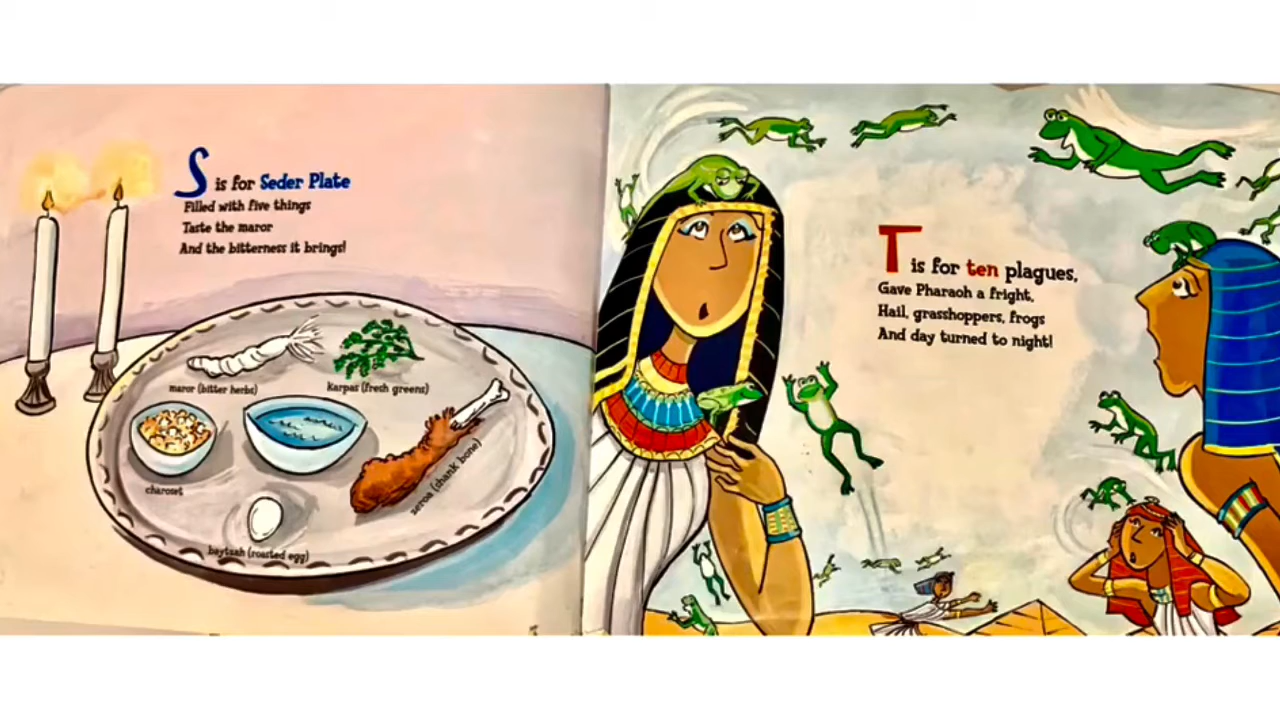 S is for Seder Plate
Filled with five things
Taste the maror
And the bitterness it brings!
maror (bitter herbs)
karpas (fresh greens)
charoset
zeroa (shank bone)
baytzah (roasted egg)
T is for ten plagues,
Gave Pharaoh a fright,
Hail, grasshoppers, frogs
And day turned to night!